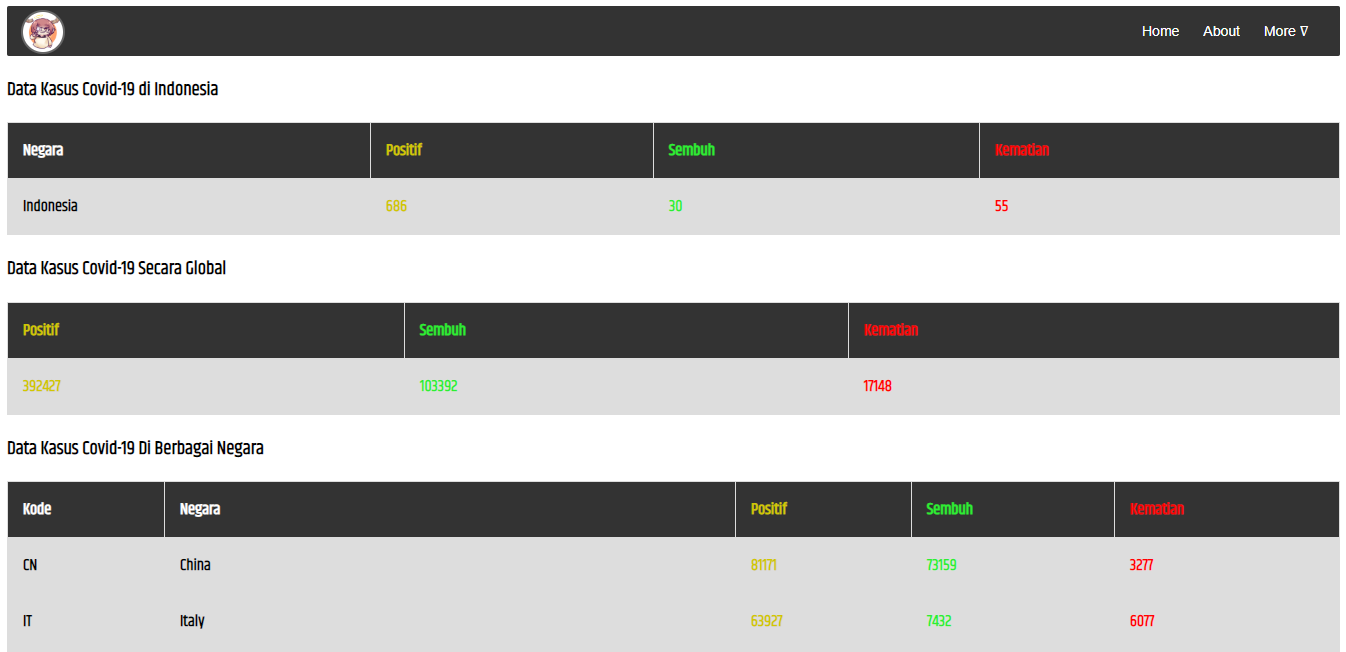 Home About More ∇
Data Kasus Covid-19 di Indonesia
Negara Positif Sembuh Kematian
Indonesia 686 30 55
Data Kasus Covid-19 Secara Global
Positif Sembuh Kematian
392427 103392 17148
Data Kasus Covid-19 Di Berbagai Negara
Kode Negara Positif Sembuh Kematian
CN China 81171 73159 3277
IT Italy 63927 7432 6077